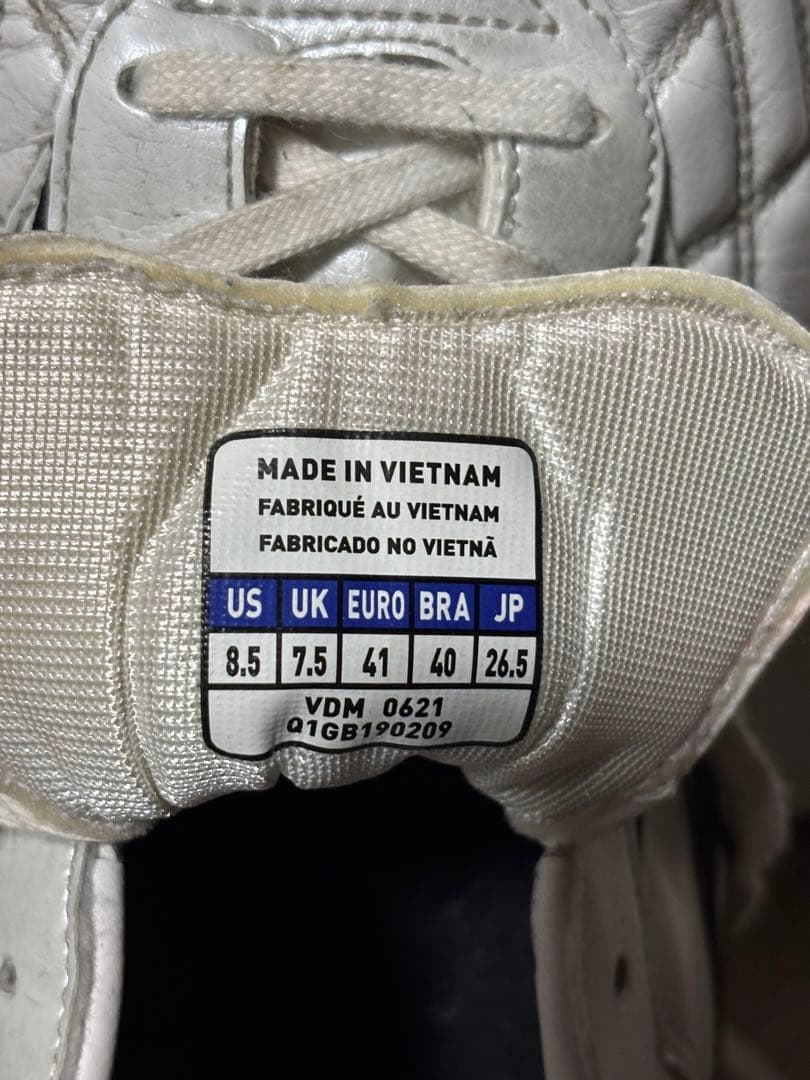 MADE IN VIETNAM
FABRIQUÉ AU VIETNAM
FABRICADO NO VIETNÃ
US UK EURO BRA JP
8.5 7.5 41 40 26.5
VDM 0621
Q1GB190209